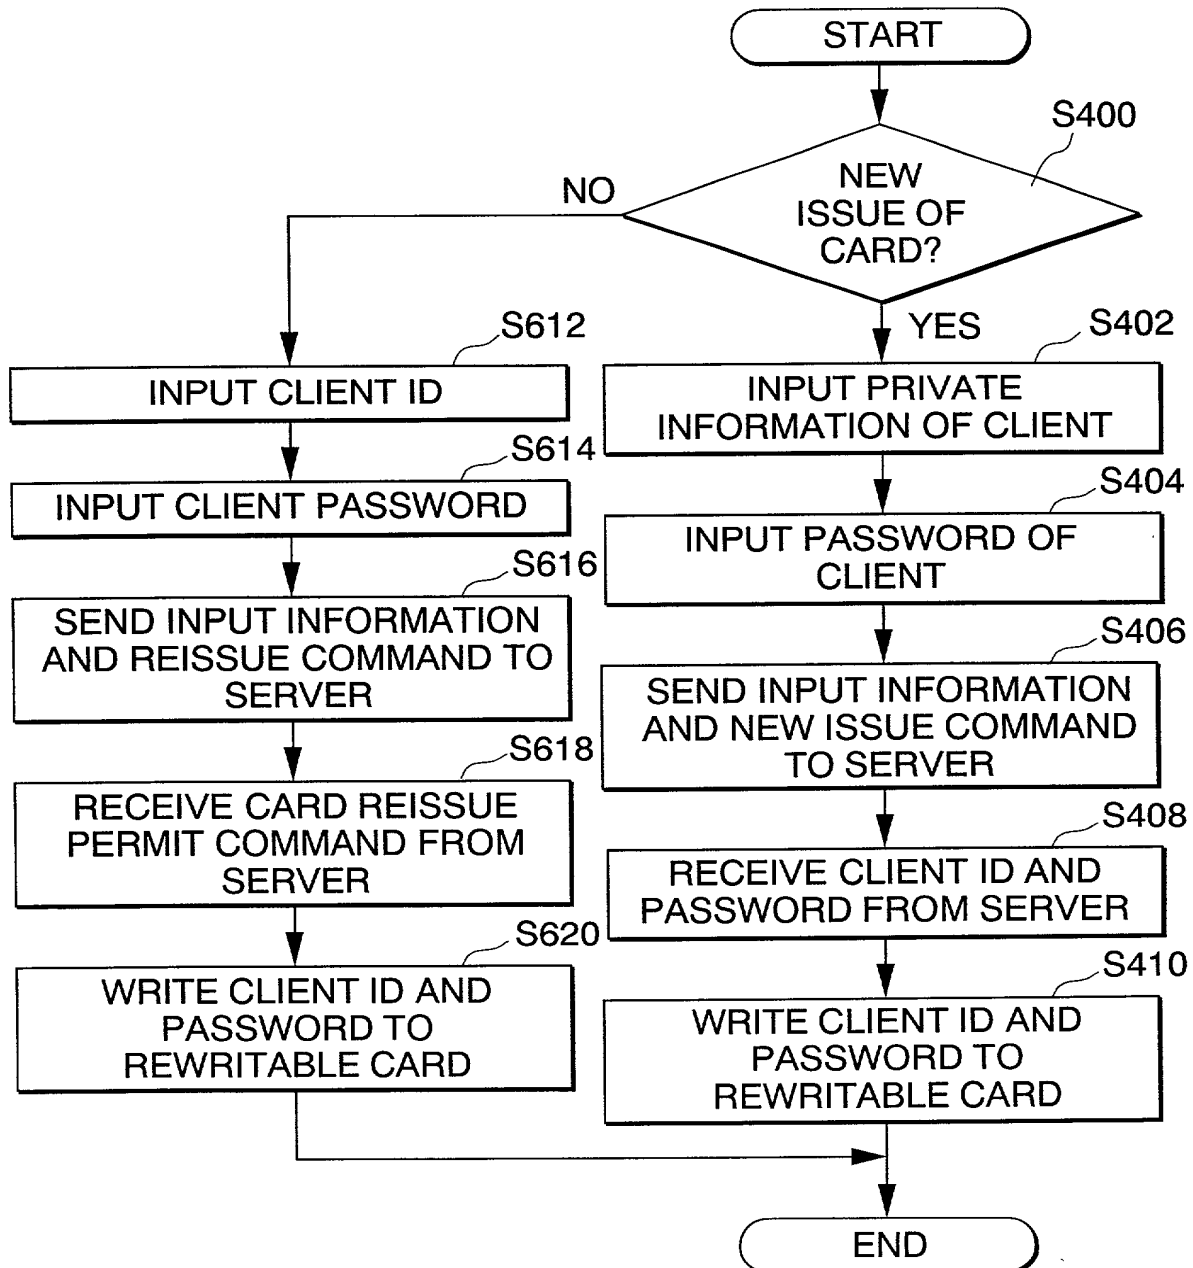 START
S400
NEW
ISSUE OF
CARD?
NO
YES
S612
INPUT CLIENT ID
S614
INPUT CLIENT PASSWORD
S616
SEND INPUT INFORMATION
AND REISSUE COMMAND TO
SERVER
S618
RECEIVE CARD REISSUE
PERMIT COMMAND FROM
SERVER
S620
WRITE CLIENT ID AND
PASSWORD TO
REWRITABLE CARD
S402
INPUT PRIVATE
INFORMATION OF CLIENT
S404
INPUT PASSWORD OF
CLIENT
S406
SEND INPUT INFORMATION
AND NEW ISSUE COMMAND
TO SERVER
S408
RECEIVE CLIENT ID AND
PASSWORD FROM SERVER
S410
WRITE CLIENT ID AND
PASSWORD TO
REWRITABLE CARD
END